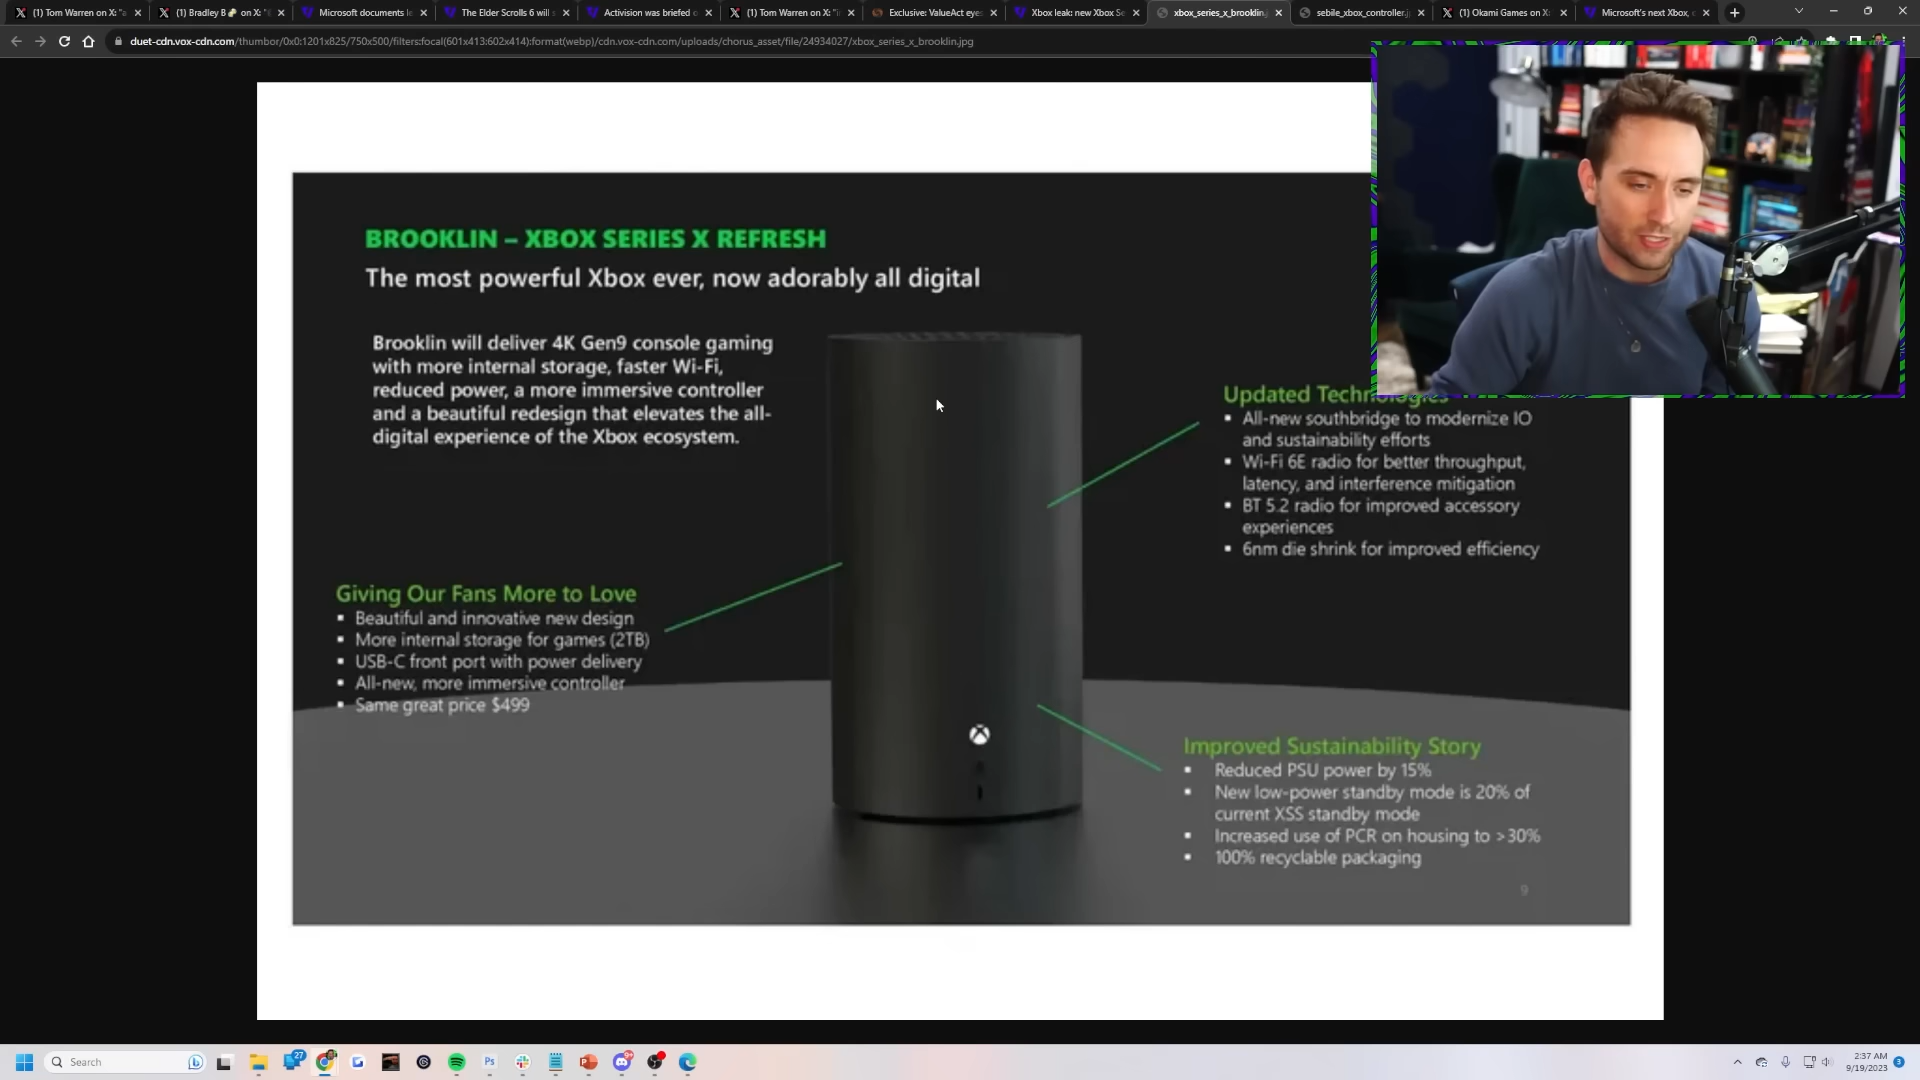 (1) Tom Warren on X: "a
(1) Bradley B on X: "
Microsoft documents le
The Elder Scrolls 6 will s
Activision was briefed o
(1) Tom Warren on X: "i
Exclusive: ValueAct eye
Xbox leak: new Xbox Se
xbox_series_x_brooklin.j
sebile_xbox_controller.j
(1) Okami Games on X
Microsoft's next Xbox, c
duet-cdn.vox-cdn.com/thumbor/0x0:1201x825/750x500/filters:focal(601x413:602x414):format(webp)/cdn.vox-cdn.com/uploads/chorus_asset/file/24934027/xbox_series_x_brooklin.jpg
BROOKLIN – XBOX SERIES X REFRESH
The most powerful Xbox ever, now adorably all digital
Brooklin will deliver 4K Gen9 console gaming
with more internal storage, faster Wi-Fi,
reduced power, a more immersive controller
and a beautiful redesign that elevates the all-
digital experience of the Xbox ecosystem.
Giving Our Fans More to Love
▪ Beautiful and innovative new design
▪ More internal storage for games (2TB)
▪ USB-C front port with power delivery
▪ All-new, more immersive controller
▪ Same great price $499
Updated Technologies
▪ All-new southbridge to modernize IO
and sustainability efforts
▪ Wi-Fi 6E radio for better throughput,
latency, and interference mitigation
▪ BT 5.2 radio for improved accessory
experiences
▪ 6nm die shrink for improved efficiency
Improved Sustainability Story
▪ Reduced PSU power by 15%
▪ New low-power standby mode is 20% of
current XSS standby mode
▪ Increased use of PCR on housing to >30%
▪ 100% recyclable packaging
9
Search
27
Ps
2:37 AM
9/19/2023
3